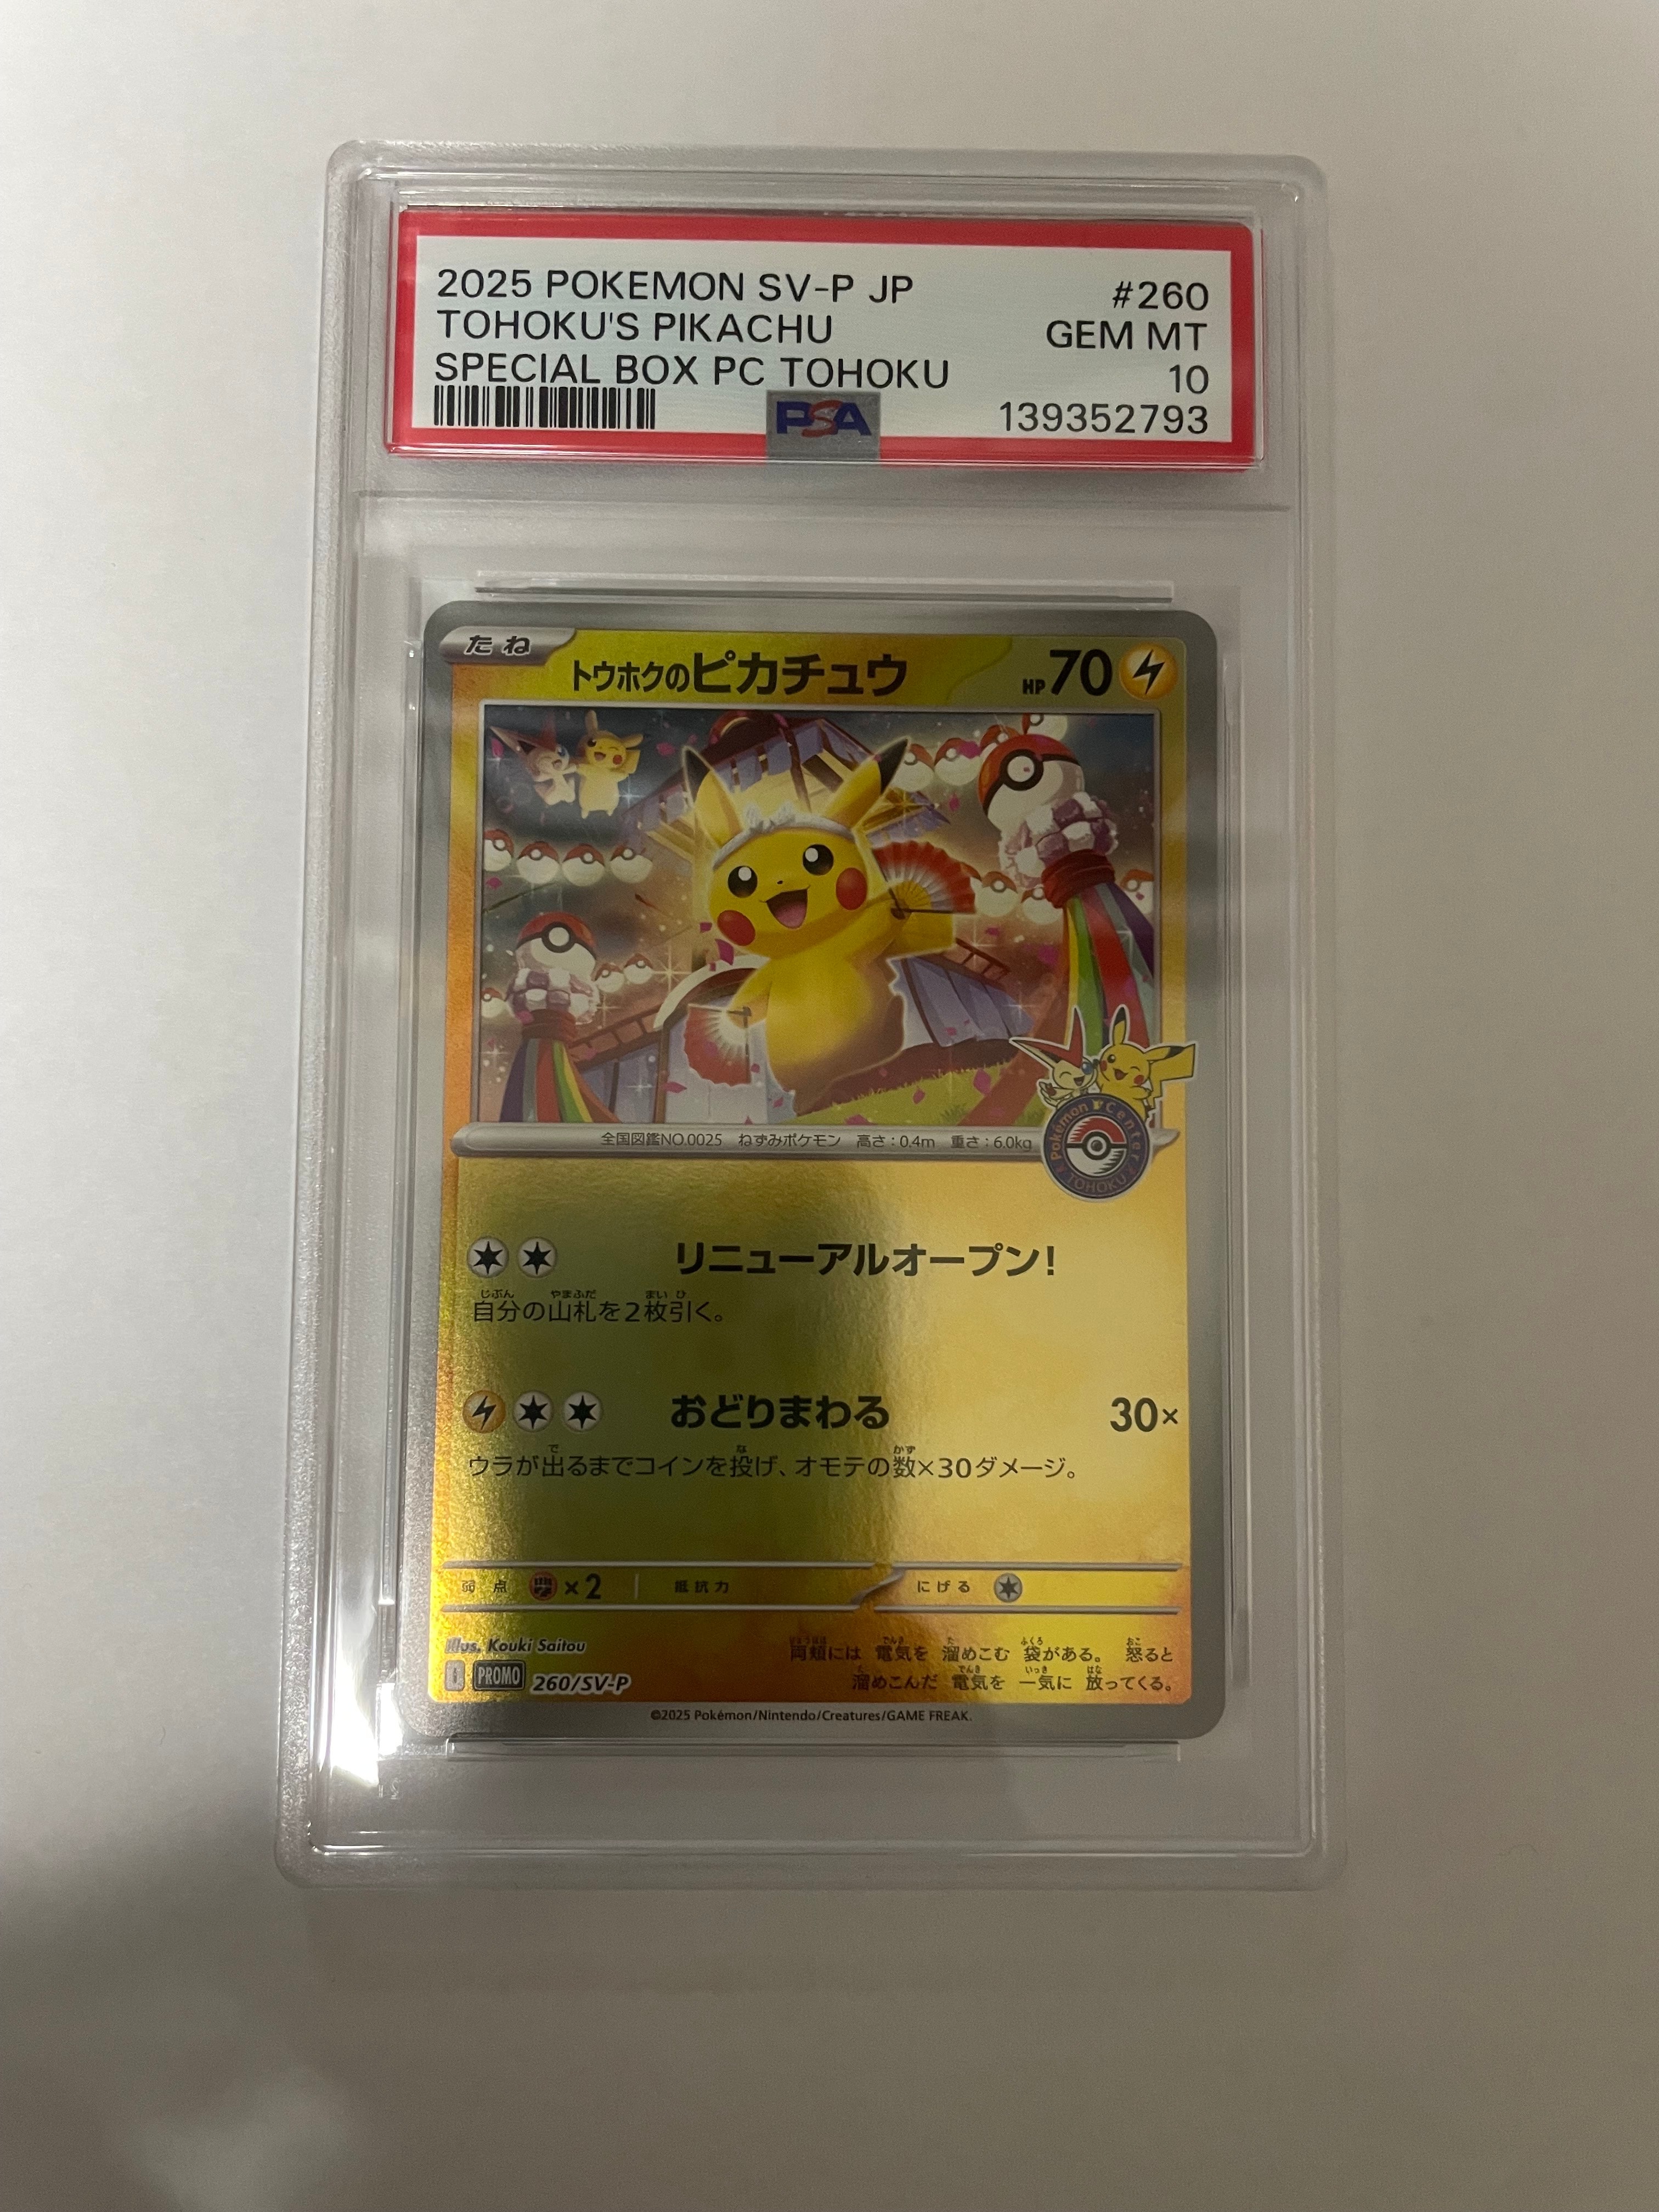 2025 POKEMON SV-P JP #260
TOHOKU'S PIKACHU GEM MT
SPECIAL BOX PC TOHOKU 10
PSA 139352793
たね トウホクのピカチュウ HP 70
全国図鑑NO.0025 ねずみポケモン 高さ:0.4m 重さ:6.0kg
Pokémon Center
TOHOKU
リニューアルオープン!
自分の山札を2枚引く。
おどりまわる 30×
ウラが出るまでコインを投げ、オモテの数×30ダメージ。
弱点 ×2 抵抗力 にげる
Illus. Kouki Saitou
両頬には 電気を 溜めこむ 袋がある。 怒ると
PROMO 260/SV-P 溜めこんだ 電気を 一気に 放ってくる。
©2025 Pokémon/Nintendo/Creatures/GAME FREAK.